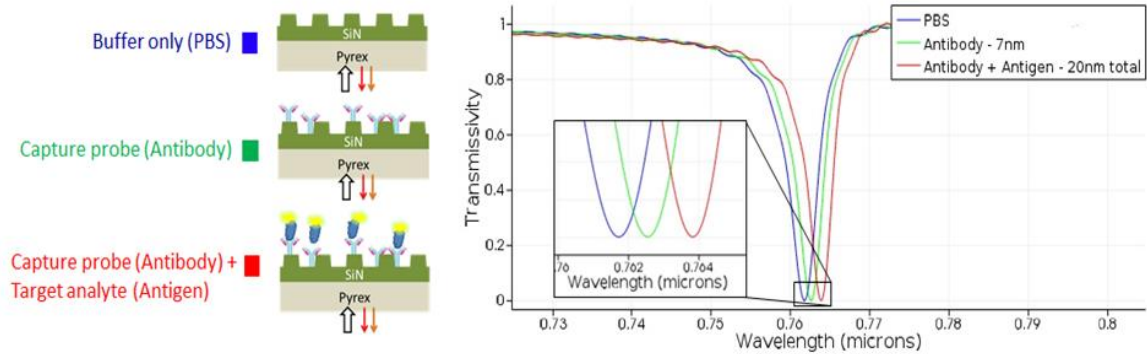 Buffer only (PBS)
SiN
Pyrex
Capture probe (Antibody)
SiN
Pyrex
Capture probe (Antibody) +
Target analyte (Antigen)
SiN
Pyrex
Transmissivity
1
0.8
0.6
0.4
0.2
0
0.73
0.74
0.75
0.76
0.77
0.78
0.79
0.8
Wavelength (microns)
PBS
Antibody - 7nm
Antibody + Antigen - 20nm total
0.762
0.764
Wavelength (microns)